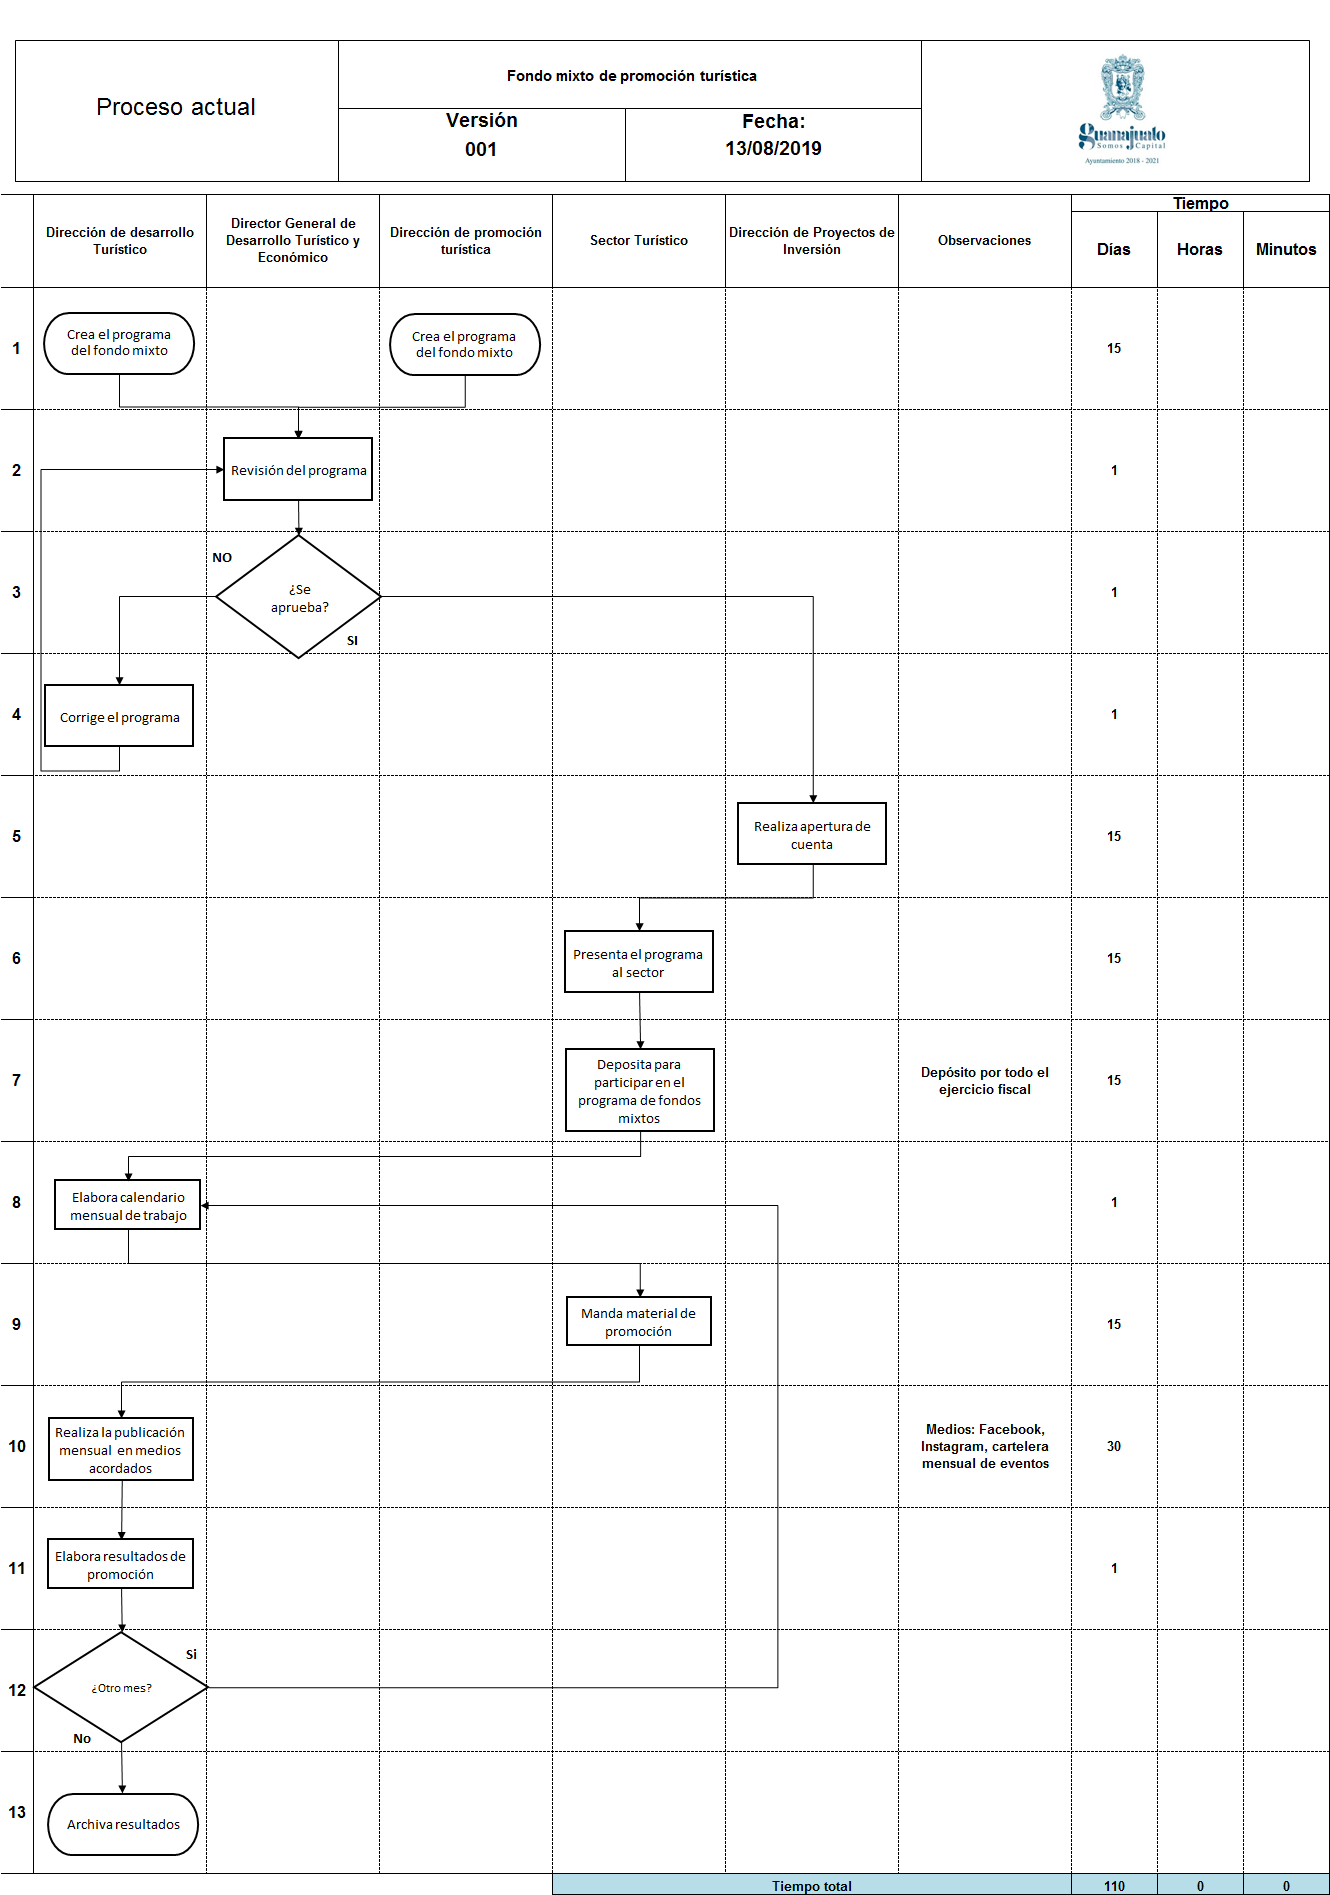 Proceso actual
Fondo mixto de promoción turística
Versión
001
Fecha:
13/08/2019
Guanajuato
Somos Capital
Ayuntamiento 2018 - 2021
Dirección de desarrollo
Turístico
Director General de
Desarrollo Turístico y
Económico
Dirección de promoción
turística
Sector Turístico
Dirección de Proyectos de
Inversión
Observaciones
Tiempo
Días
Horas
Minutos
1
Crea el programa
del fondo mixto
Crea el programa
del fondo mixto
15
2
Revisión del programa
1
3
NO
¿Se
aprueba?
SI
1
4
Corrige el programa
1
5
Realiza apertura de
cuenta
15
6
Presenta el programa
al sector
15
7
Deposita para
participar en el
programa de fondos
mixtos
Depósito por todo el
ejercicio fiscal
15
8
Elabora calendario
mensual de trabajo
1
9
Manda material de
promoción
15
10
Realiza la publicación
mensual en medios
acordados
Medios: Facebook,
Instagram, cartelera
mensual de eventos
30
11
Elabora resultados de
promoción
1
12
Si
¿Otro mes?
No
13
Archiva resultados
Tiempo total
110
0
0